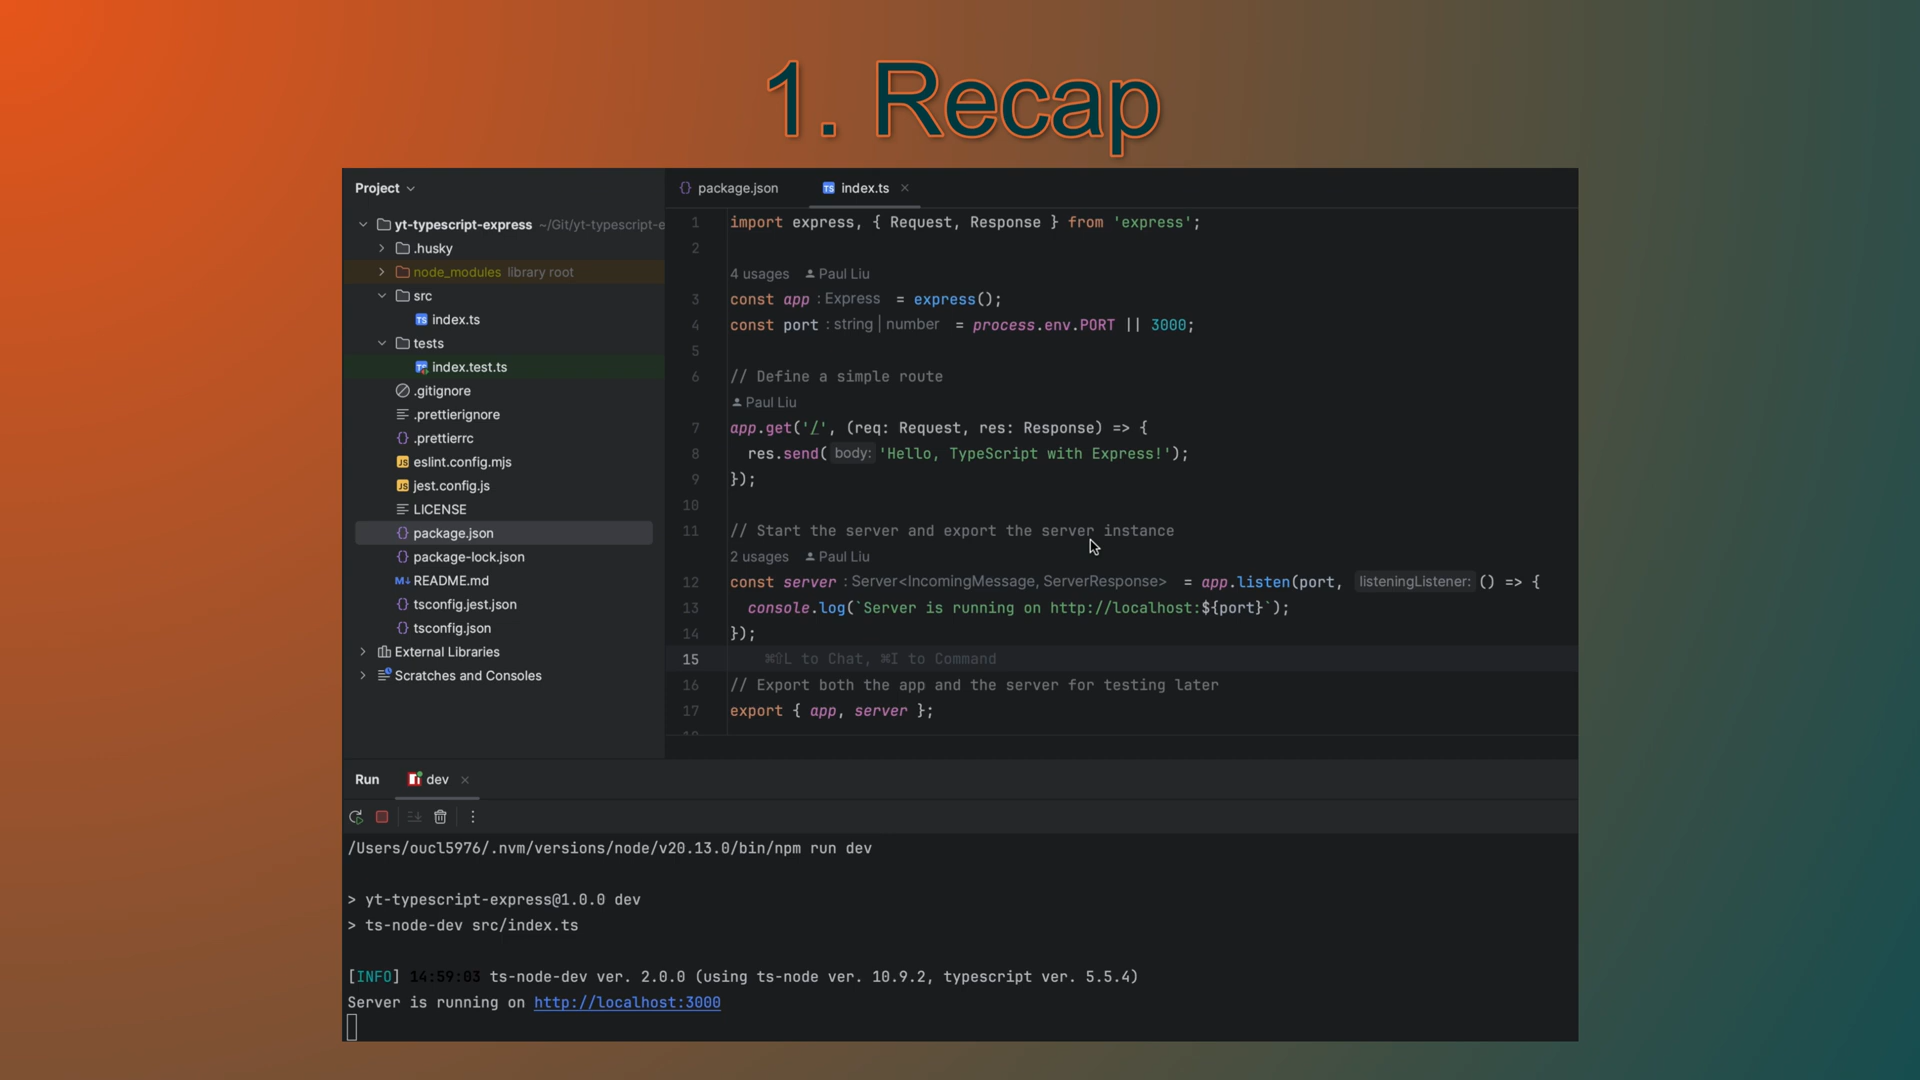 1. Recap
Project
package.json
index.ts
yt-typescript-express ~/Git/yt-typescript-e
.husky
node_modules library root
src
index.ts
tests
index.test.ts
.gitignore
.prettierignore
.prettierrc
eslint.config.mjs
jest.config.js
LICENSE
package.json
package-lock.json
README.md
tsconfig.jest.json
tsconfig.json
External Libraries
Scratches and Consoles
1 import express, { Request, Response } from 'express';
2
4 usages Paul Liu
3 const app : Express = express();
4 const port : string | number = process.env.PORT || 3000;
5
6 // Define a simple route
Paul Liu
7 app.get('/', (req: Request, res: Response) => {
8 res.send( body: 'Hello, TypeScript with Express!');
9 });
10
11 // Start the server and export the server instance
2 usages Paul Liu
12 const server : Server<IncomingMessage, ServerResponse> = app.listen(port, listeningListener: () => {
13 console.log(`Server is running on http://localhost:${port}`);
14 });
15 ⌘⇧L to Chat, ⌘I to Command
16 // Export both the app and the server for testing later
17 export { app, server };
Run
dev
/Users/oucl5976/.nvm/versions/node/v20.13.0/bin/npm run dev
> yt-typescript-express@1.0.0 dev
> ts-node-dev src/index.ts
[INFO] 14:59:03 ts-node-dev ver. 2.0.0 (using ts-node ver. 10.9.2, typescript ver. 5.5.4)
Server is running on http://localhost:3000